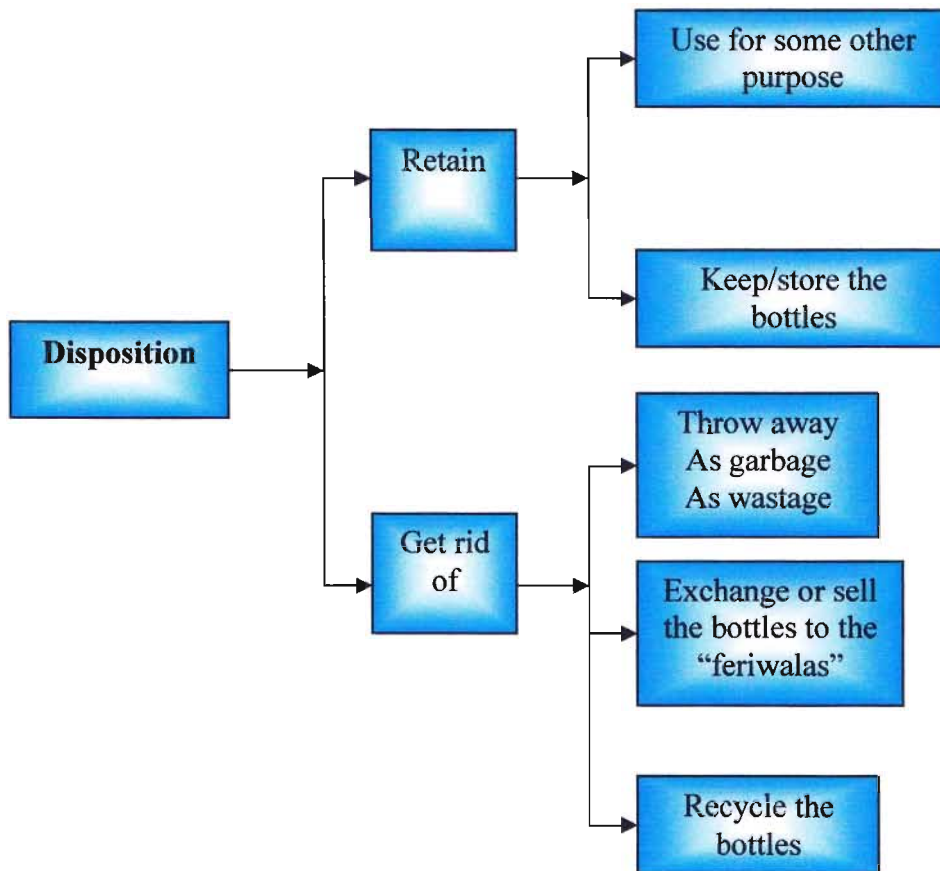 Use for some other
purpose
Retain
Keep/store the
bottles
Disposition
Throw away
As garbage
As wastage
Get rid
of
Exchange or sell
the bottles to the
“feriwalas”
Recycle the
bottles